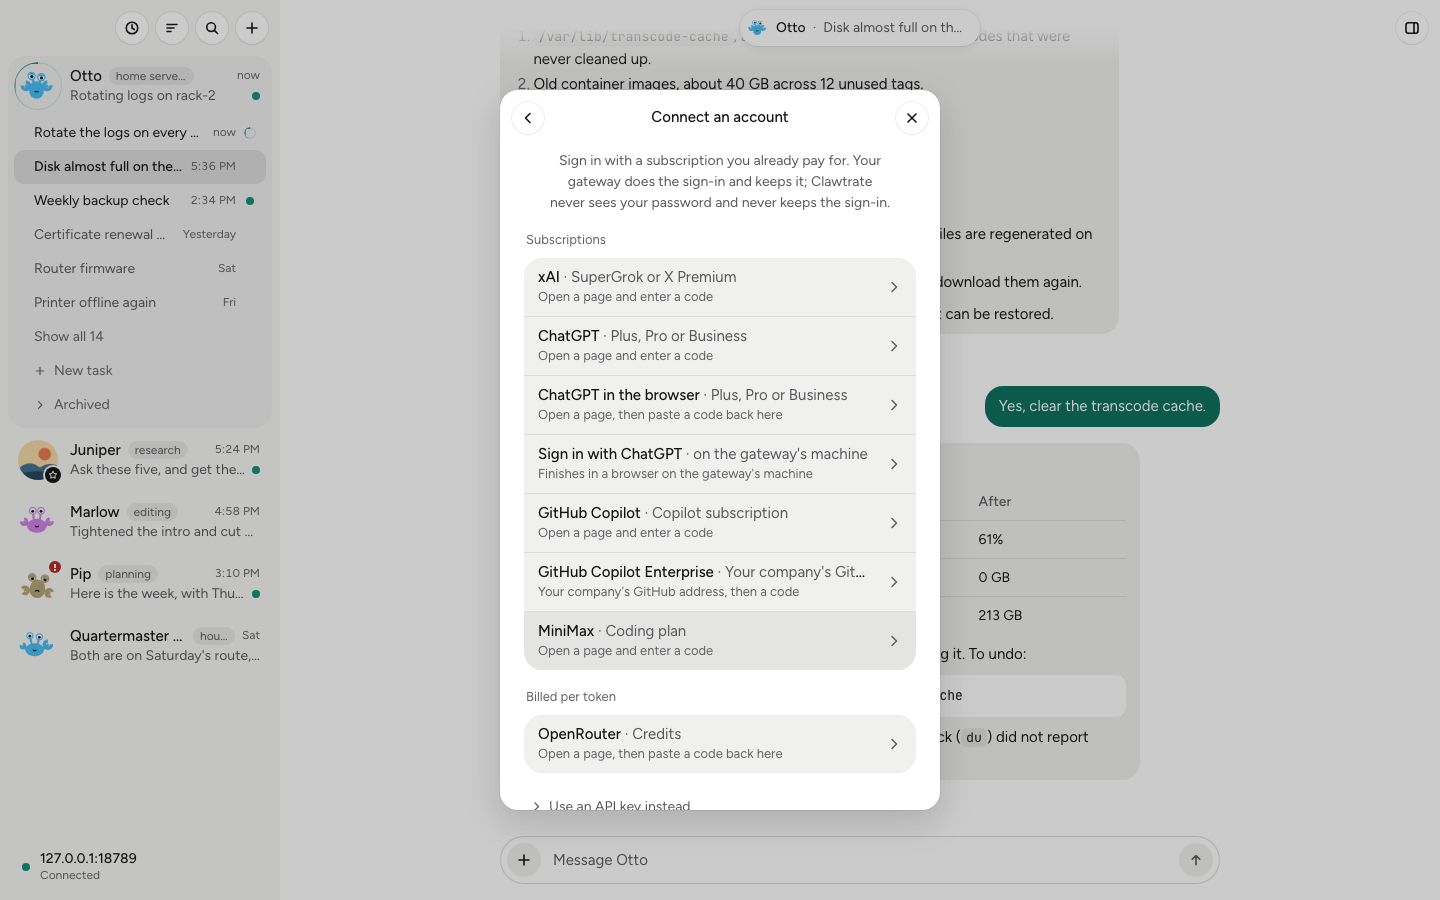 Otto · Disk almost full on th...
Otto home serve... now
Rotating logs on rack-2
Rotate the logs on every ... now
Disk almost full on the... 5:36 PM
Weekly backup check 2:34 PM
Certificate renewal ... Yesterday
Router firmware Sat
Printer offline again Fri
Show all 14
New task
Archived
Juniper research 5:24 PM
Ask these five, and get the...
Marlow editing 4:58 PM
Tightened the intro and cut ...
Pip planning 3:10 PM
Here is the week, with Thu...
Quartermaster ... hou... Sat
Both are on Saturday's route,...
127.0.0.1:18789
Connected
1. /var/lib/transcode-cache, that were
never cleaned up.
2. Old container images, about 40 GB across 12 unused tags.
are regenerated on
download them again.
can be restored.
Yes, clear the transcode cache.
After
61%
0 GB
213 GB
it. To undo:
(du) did not report
Connect an account
Sign in with a subscription you already pay for. Your
gateway does the sign-in and keeps it; Clawtrate
never sees your password and never keeps the sign-in.
Subscriptions
xAI · SuperGrok or X Premium
Open a page and enter a code
ChatGPT · Plus, Pro or Business
Open a page and enter a code
ChatGPT in the browser · Plus, Pro or Business
Open a page, then paste a code back here
Sign in with ChatGPT · on the gateway's machine
Finishes in a browser on the gateway's machine
GitHub Copilot · Copilot subscription
Open a page and enter a code
GitHub Copilot Enterprise · Your company's Git...
Your company's GitHub address, then a code
MiniMax · Coding plan
Open a page and enter a code
Billed per token
OpenRouter · Credits
Open a page, then paste a code back here
Use an API key instead
Message Otto